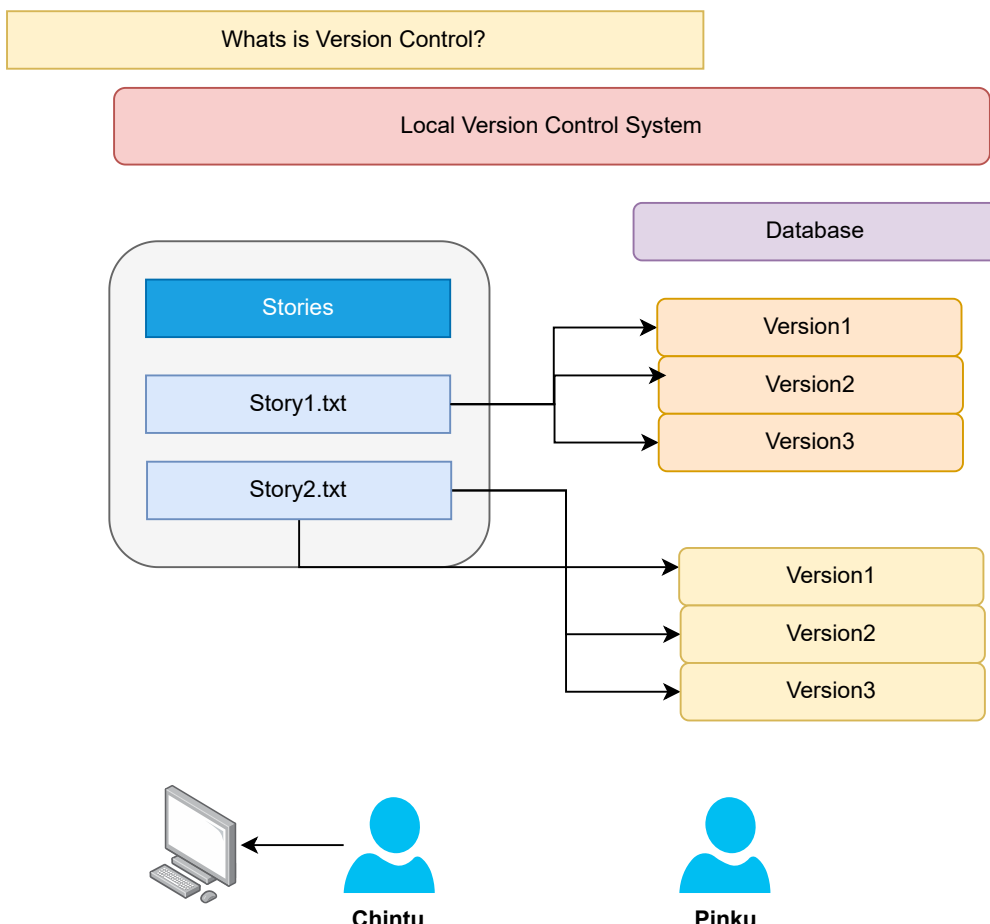 Whats is Version Control?
Local Version Control System
Database
Stories
Story1.txt
Story2.txt
Version1
Version2
Version3
Version1
Version2
Version3
Chintu
Pinku